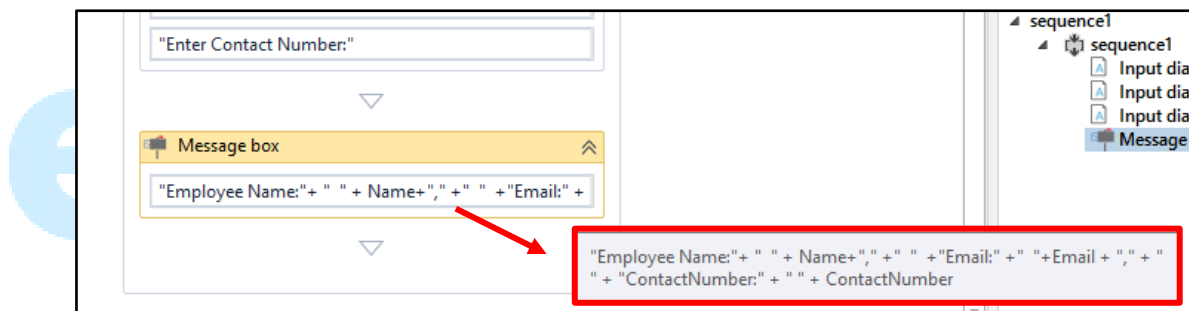 "Enter Contact Number:"
Message box
"Employee Name:"+ " " + Name+"," +" " +"Email:" +
"Employee Name:"+ " " + Name+"," +" " +"Email:" +" "+Email + "," + "
" + "ContactNumber:" + " " + ContactNumber
sequence1
sequence1
Input dia
Input dia
Input dia
Message